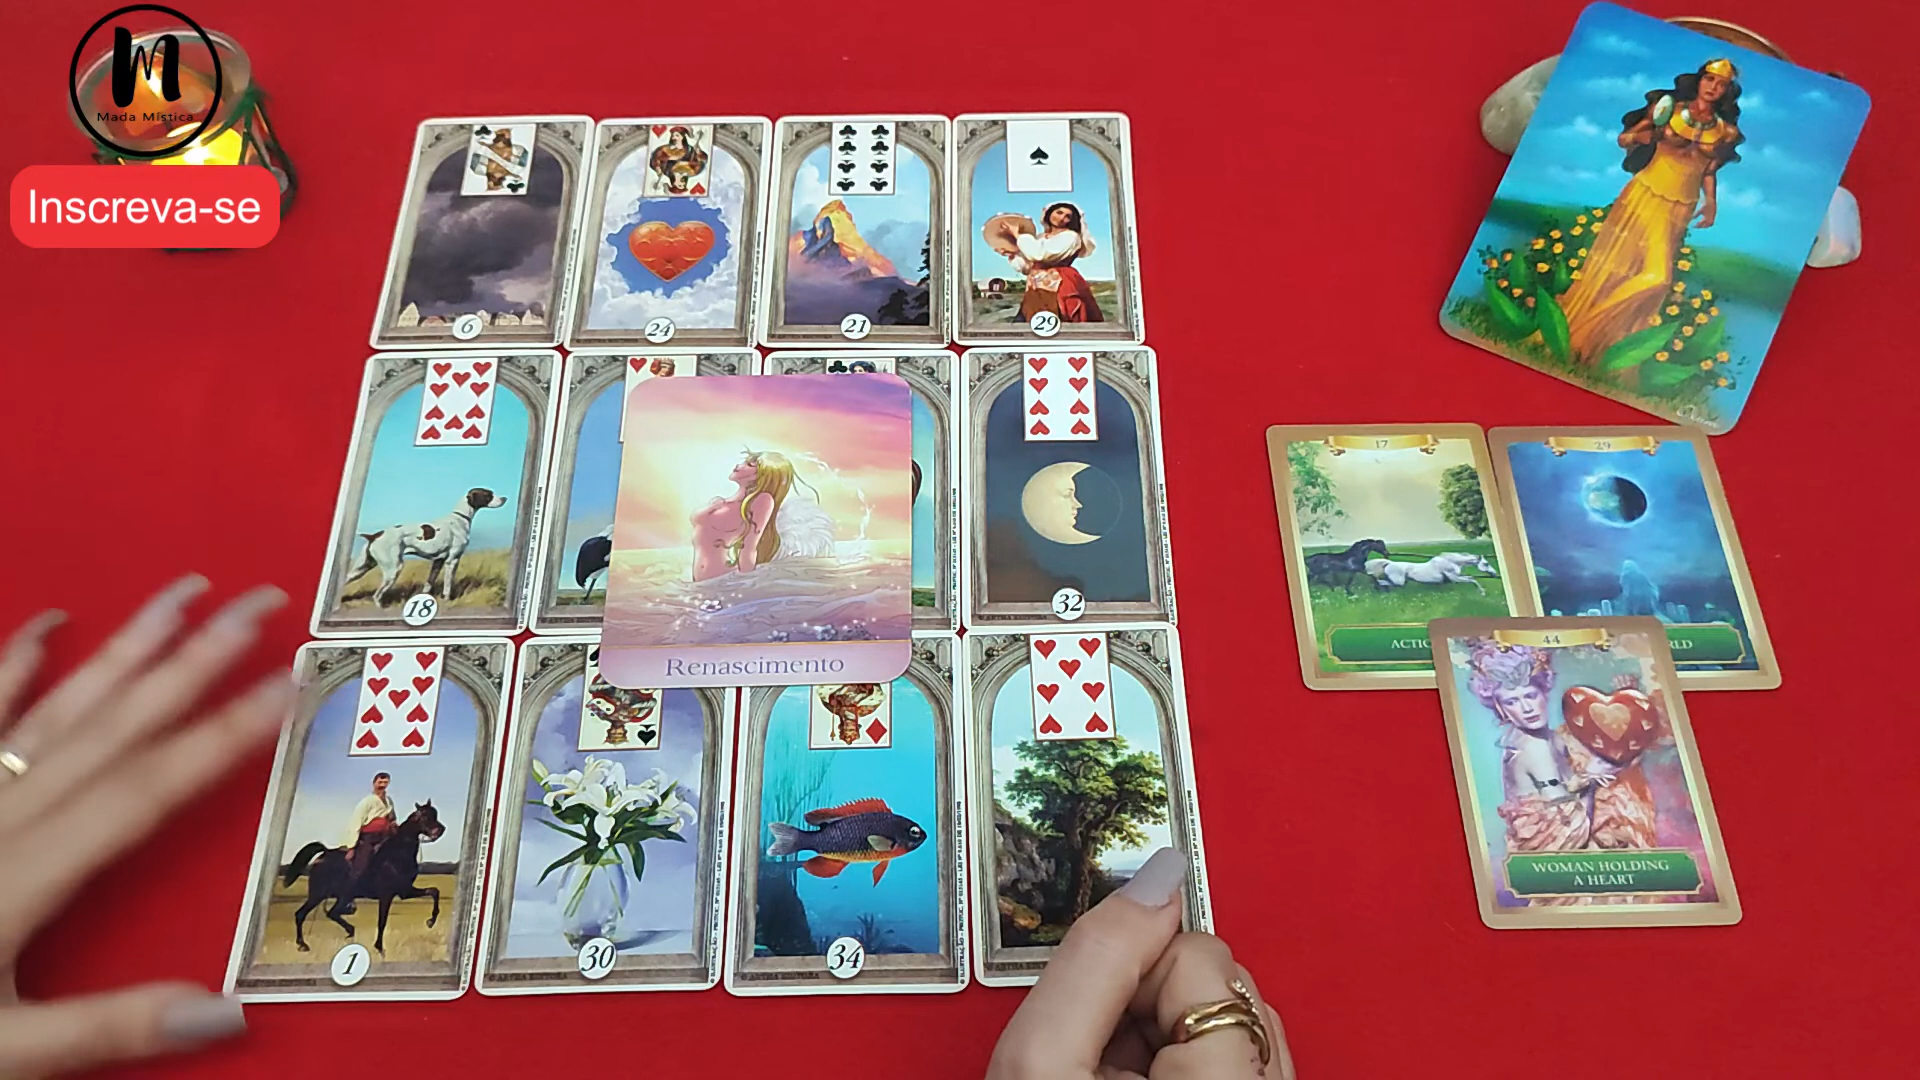 M
Mada Mística
Inscreva-se
6
24
21
29
18
32
Renascimento
1
30
34
17
29
44
WOMAN HOLDING
A HEART